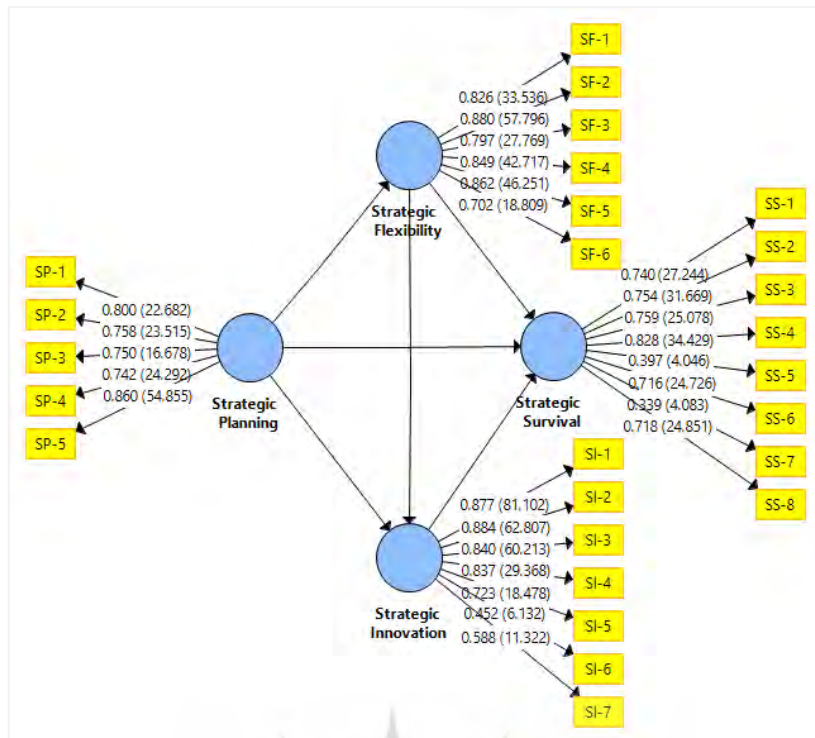 SF-1
SF-2
SF-3
SF-4
SF-5
SF-6
0.826 (33.536)
0.880 (57.796)
0.797 (27.769)
0.849 (42.717)
0.862 (46.251)
0.702 (18.809)
Strategic
Flexibility
SS-1
SS-2
SS-3
SS-4
SS-5
SS-6
SS-7
SS-8
0.740 (27.244)
0.754 (31.669)
0.759 (25.078)
0.828 (34.429)
0.397 (4.046)
0.716 (24.726)
0.339 (4.083)
0.718 (24.851)
Strategic
Survival
SP-1
SP-2
SP-3
SP-4
SP-5
0.800 (22.682)
0.758 (23.515)
0.750 (16.678)
0.742 (24.292)
0.860 (54.855)
Strategic
Planning
SI-1
SI-2
SI-3
SI-4
SI-5
SI-6
SI-7
0.877 (81.102)
0.884 (62.807)
0.840 (60.213)
0.837 (29.368)
0.723 (18.478)
0.452 (6.132)
0.588 (11.322)
Strategic
Innovation